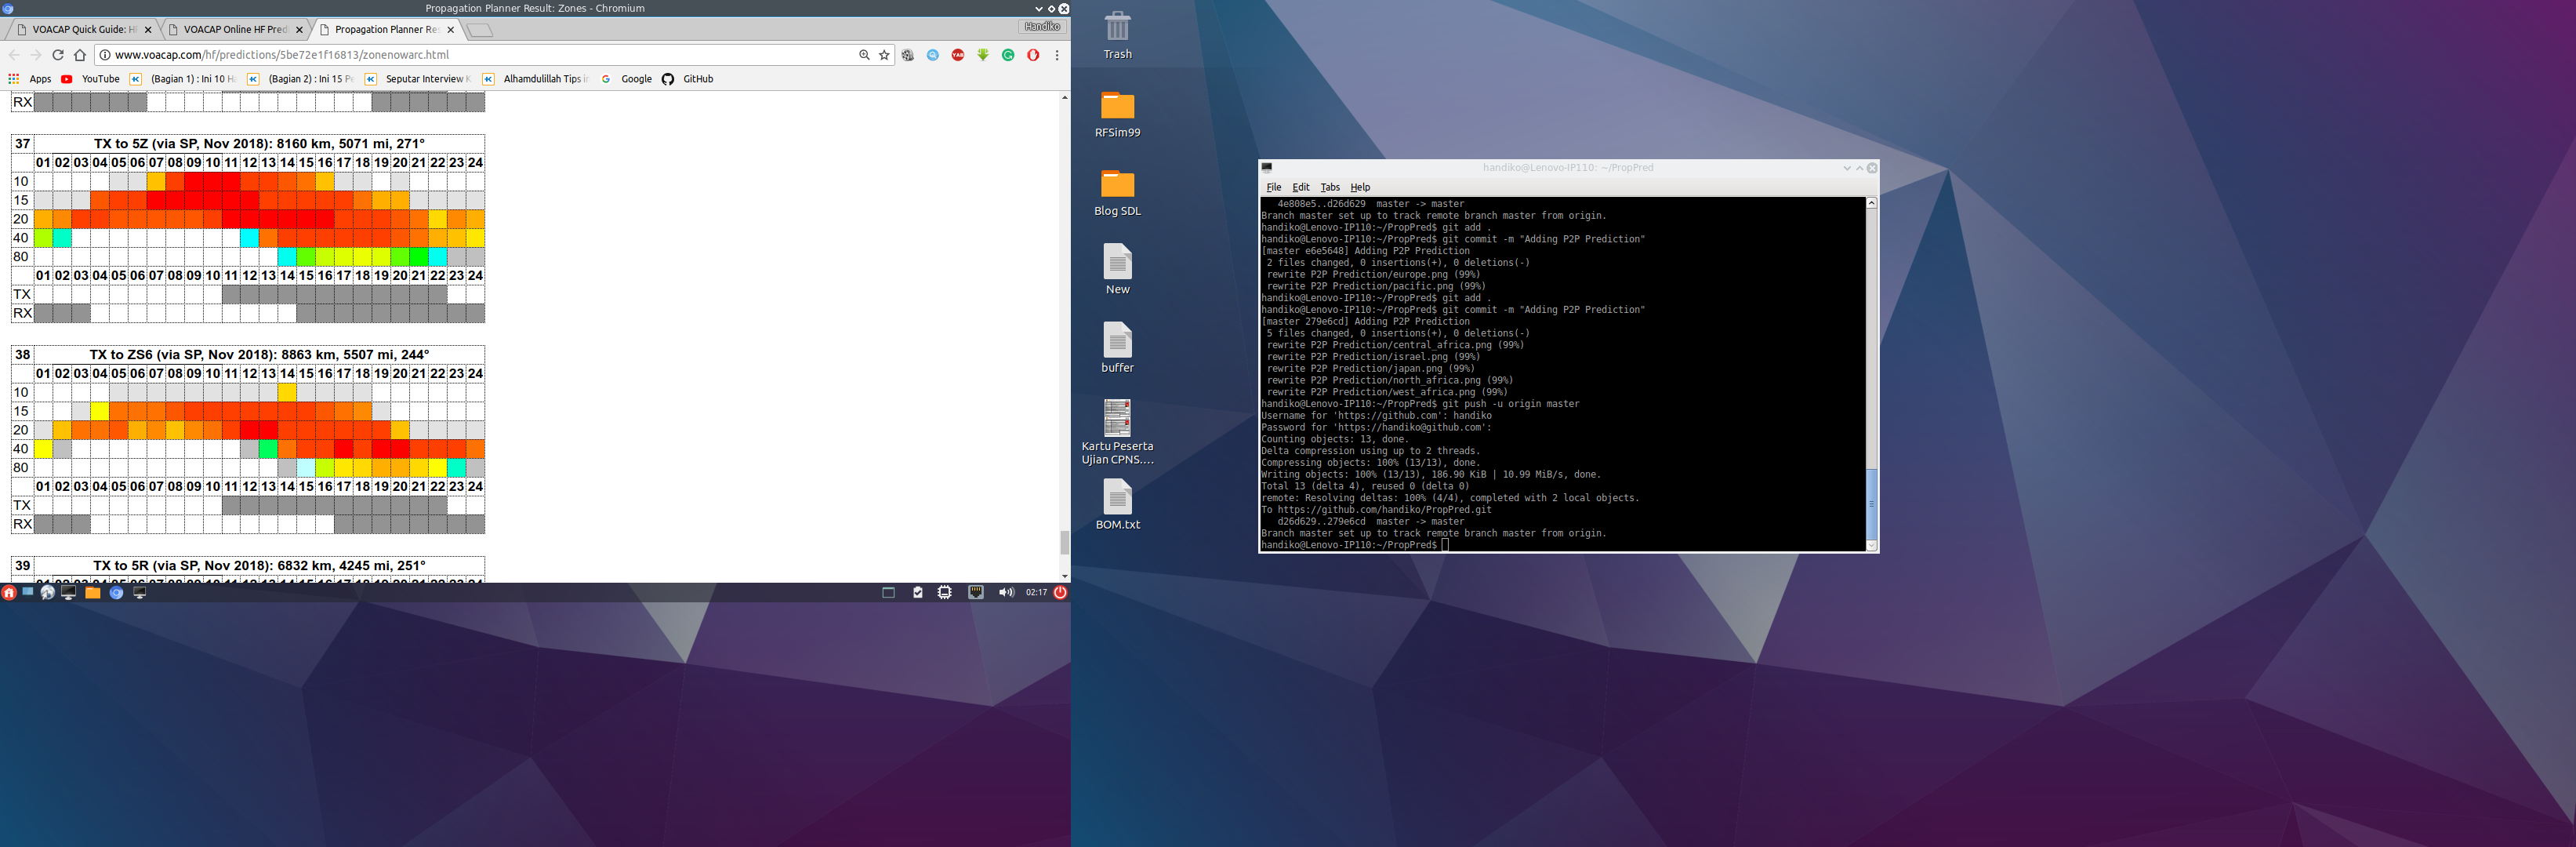 Propagation Planner Result: Zones - Chromium
VOACAP Quick Guide: H
VOACAP Online HF Pred
Propagation Planner Res
Handiko
www.voacap.com/hf/predictions/5be72e1f16813/zonenowarc.html
Apps
YouTube
(Bagian 1) : Ini 10 H
(Bagian 2) : Ini 15 P
Seputar Interview K
Alhamdulillah Tips in
Google
GitHub
RX
37 TX to 5Z (via SP, Nov 2018): 8160 km, 5071 mi, 271°
01 02 03 04 05 06 07 08 09 10 11 12 13 14 15 16 17 18 19 20 21 22 23 24
10
15
20
40
80
01 02 03 04 05 06 07 08 09 10 11 12 13 14 15 16 17 18 19 20 21 22 23 24
TX
RX
38 TX to ZS6 (via SP, Nov 2018): 8863 km, 5507 mi, 244°
01 02 03 04 05 06 07 08 09 10 11 12 13 14 15 16 17 18 19 20 21 22 23 24
10
15
20
40
80
01 02 03 04 05 06 07 08 09 10 11 12 13 14 15 16 17 18 19 20 21 22 23 24
TX
RX
39 TX to 5R (via SP, Nov 2018): 6832 km, 4245 mi, 251°
02:17
Trash
RFSim99
Blog SDL
New
buffer
Kartu Peserta
Ujian CPNS....
BOM.txt
handiko@Lenovo-IP110: ~/PropPred
File Edit Tabs Help
4e808e5..d26d629  master -> master
Branch master set up to track remote branch master from origin.
handiko@Lenovo-IP110:~/PropPred$ git add .
handiko@Lenovo-IP110:~/PropPred$ git commit -m "Adding P2P Prediction"
[master e6e5648] Adding P2P Prediction
2 files changed, 0 insertions(+), 0 deletions(-)
rewrite P2P Prediction/europe.png (99%)
rewrite P2P Prediction/pacific.png (99%)
handiko@Lenovo-IP110:~/PropPred$ git add .
handiko@Lenovo-IP110:~/PropPred$ git commit -m "Adding P2P Prediction"
[master 279e6cd] Adding P2P Prediction
5 files changed, 0 insertions(+), 0 deletions(-)
rewrite P2P Prediction/central_africa.png (99%)
rewrite P2P Prediction/israel.png (99%)
rewrite P2P Prediction/japan.png (99%)
rewrite P2P Prediction/north_africa.png (99%)
rewrite P2P Prediction/west_africa.png (99%)
handiko@Lenovo-IP110:~/PropPred$ git push -u origin master
Username for 'https://github.com': handiko
Password for 'https://handiko@github.com':
Counting objects: 13, done.
Delta compression using up to 2 threads.
Compressing objects: 100% (13/13), done.
Writing objects: 100% (13/13), 186.90 KiB | 10.99 MiB/s, done.
Total 13 (delta 4), reused 0 (delta 0)
remote: Resolving deltas: 100% (4/4), completed with 2 local objects.
To https://github.com/handiko/PropPred.git
d26d629..279e6cd  master -> master
Branch master set up to track remote branch master from origin.
handiko@Lenovo-IP110:~/PropPred$